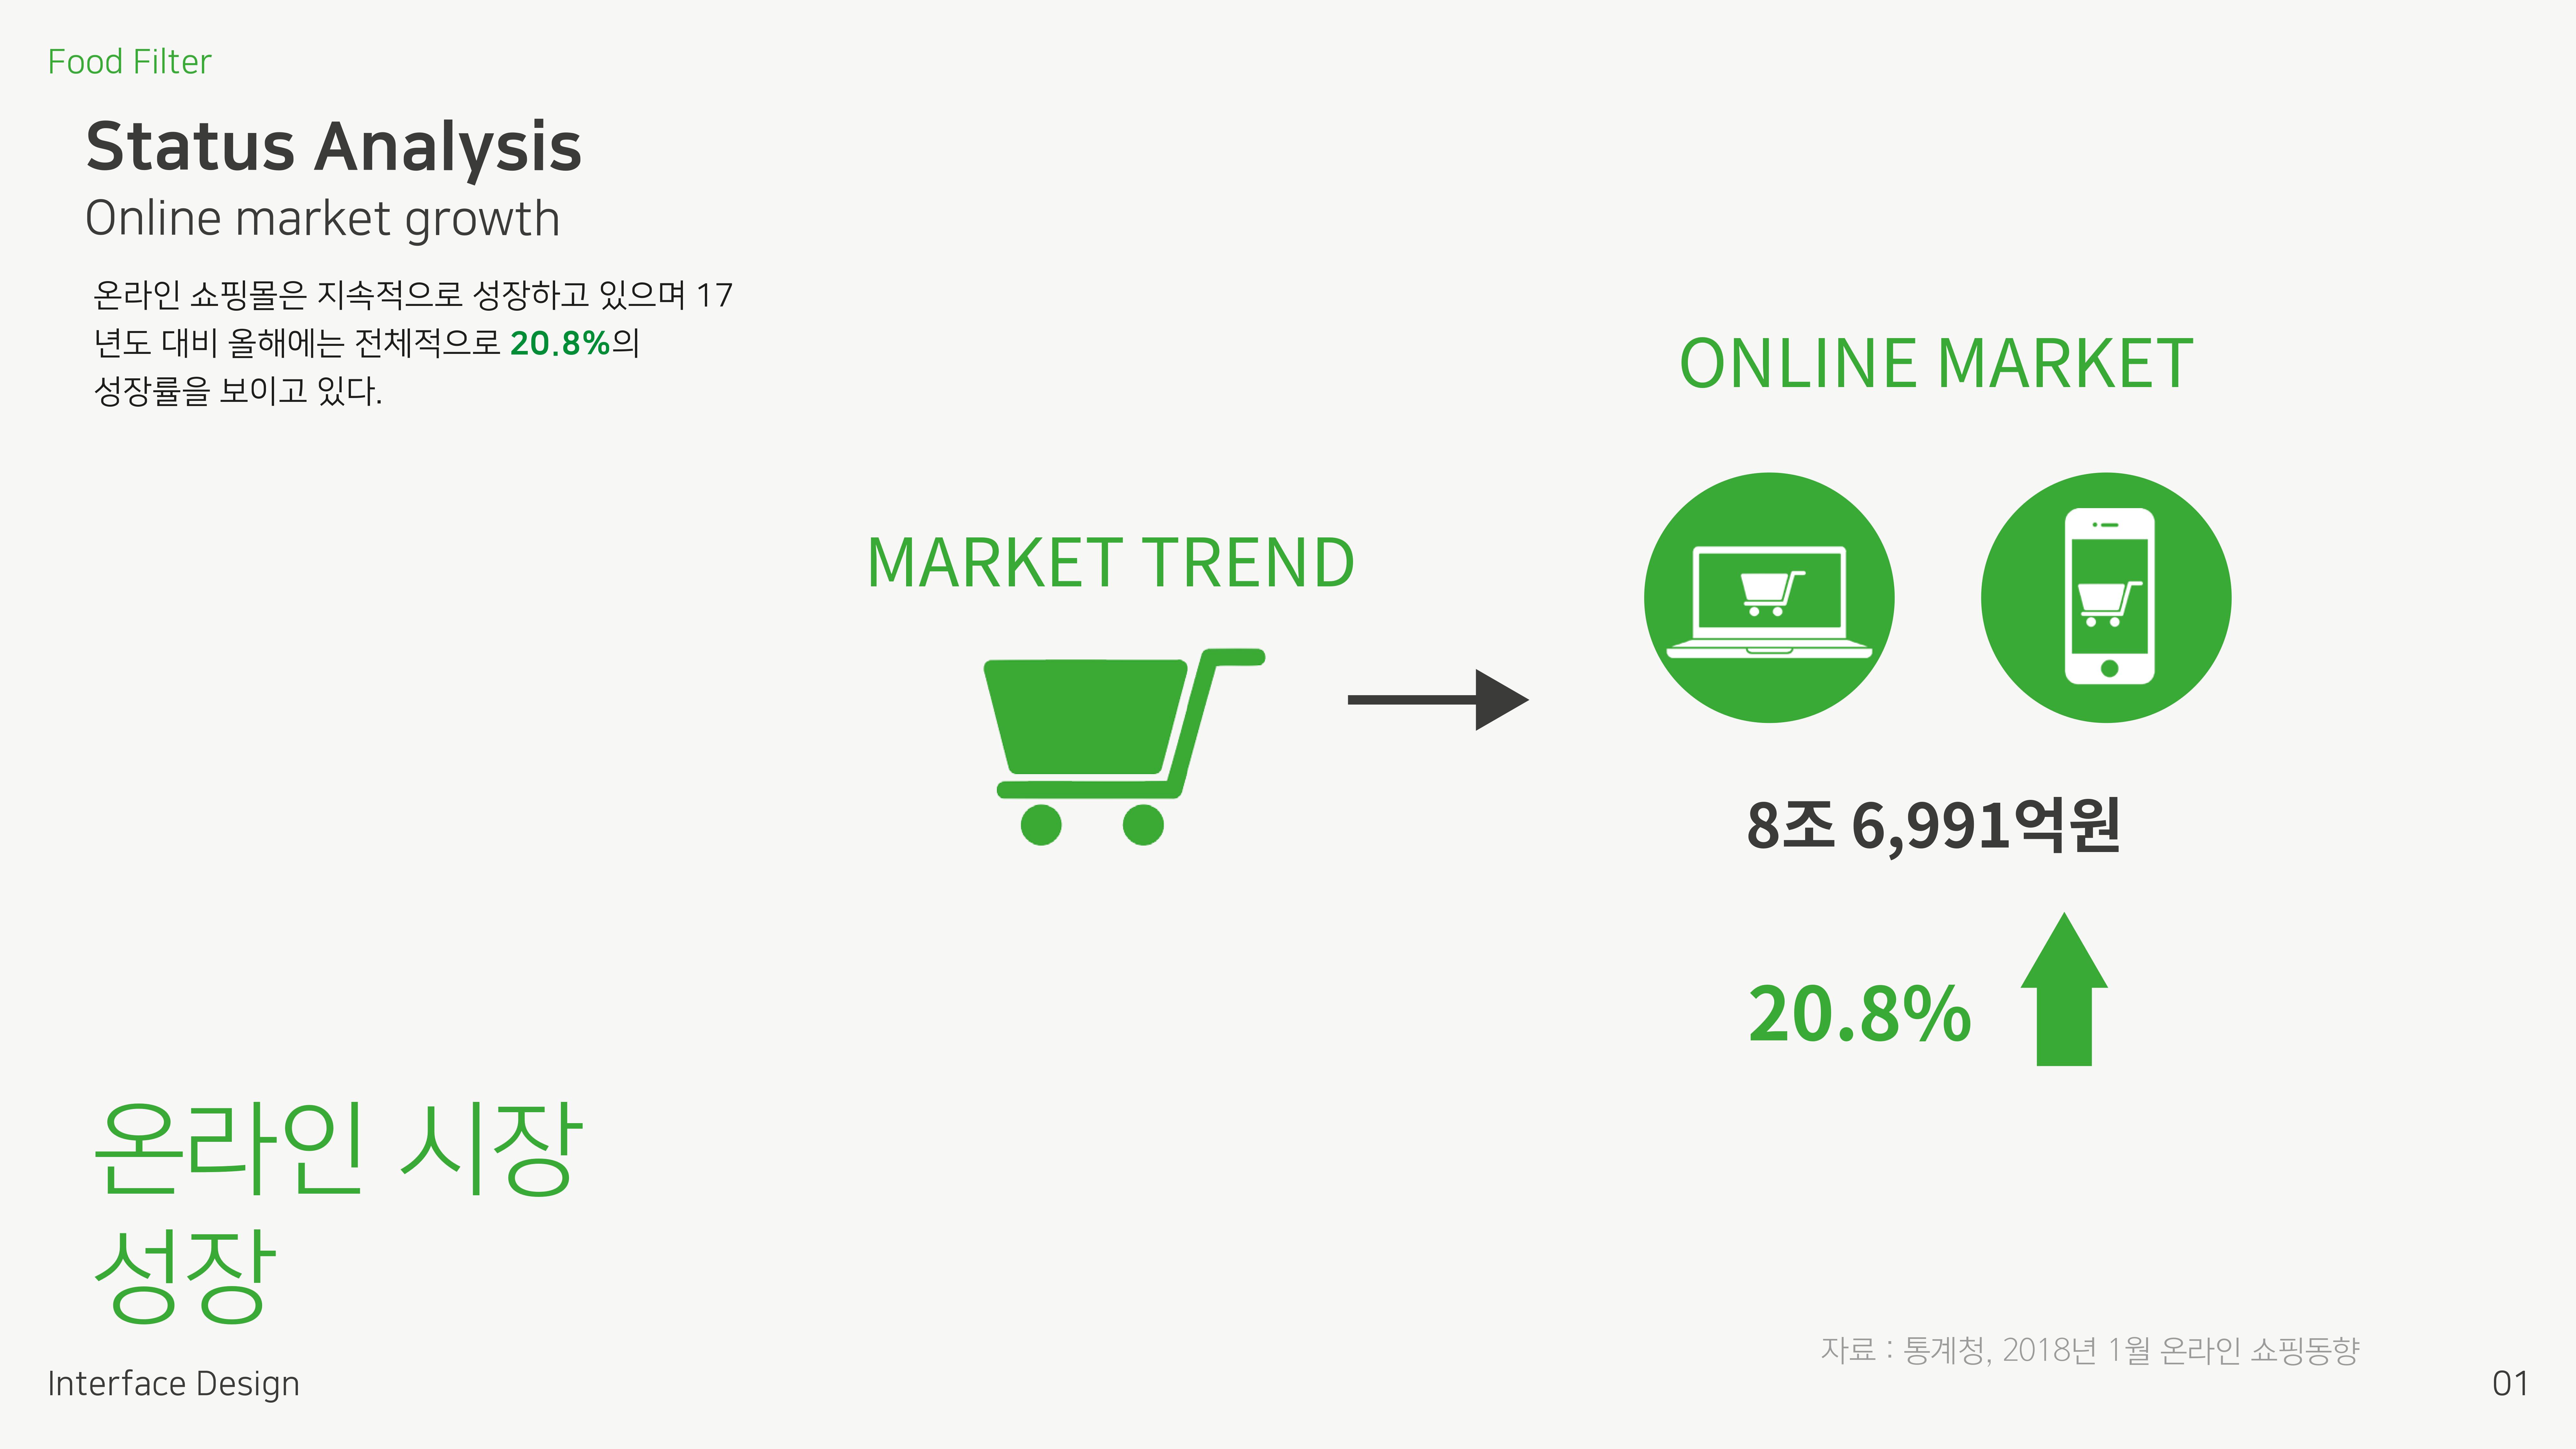 Food Filter
Status Analysis
Online market growth
온라인 쇼핑몰은 지속적으로 성장하고 있으며 17
년도 대비 올해에는 전체적으로 20.8%의
성장률을 보이고 있다.
ONLINE MARKET
MARKET TREND
8조 6,991억원
20.8%
온라인 시장
성장
자료 : 통계청, 2018년 1월 온라인 쇼핑동향
Interface Design
01